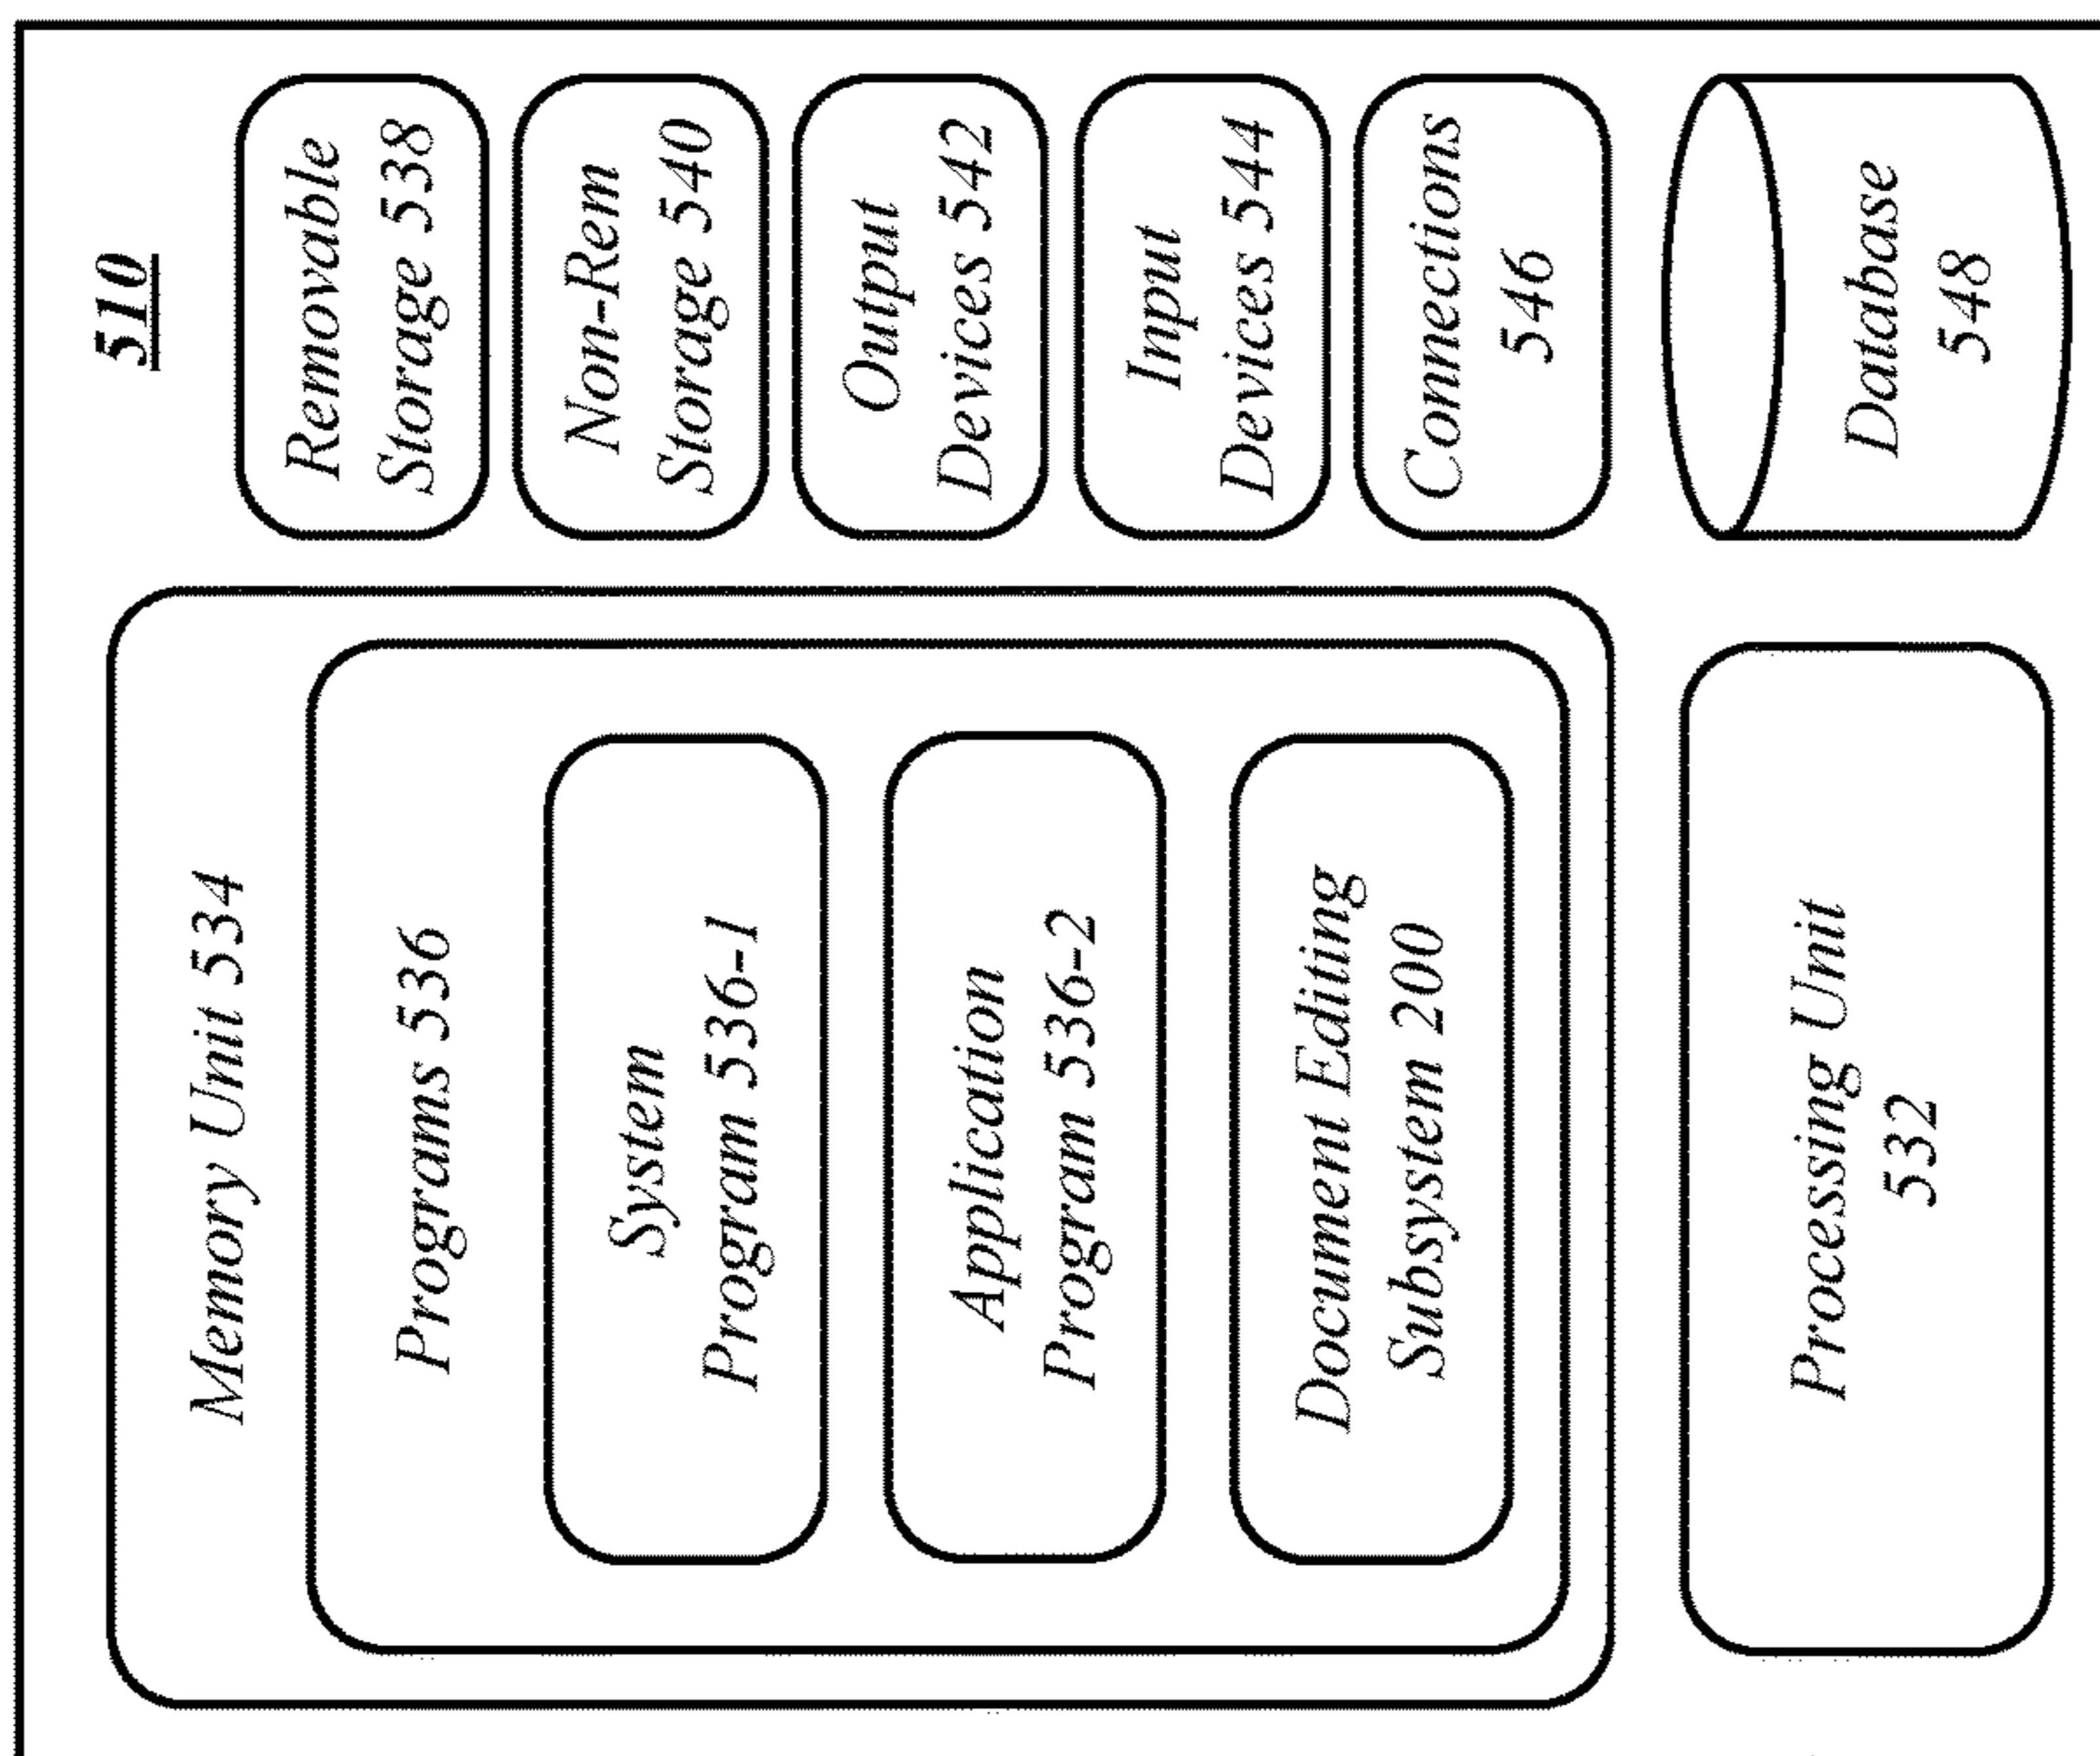 510
Memory Unit 534
Programs 536
System
Program 536-1
Application
Program 536-2
Document Editing
Subsystem 200
Processing Unit
532
Removable
Storage 538
Non-Rem
Storage 540
Output
Devices 542
Input
Devices 544
Connections
546
Database
548